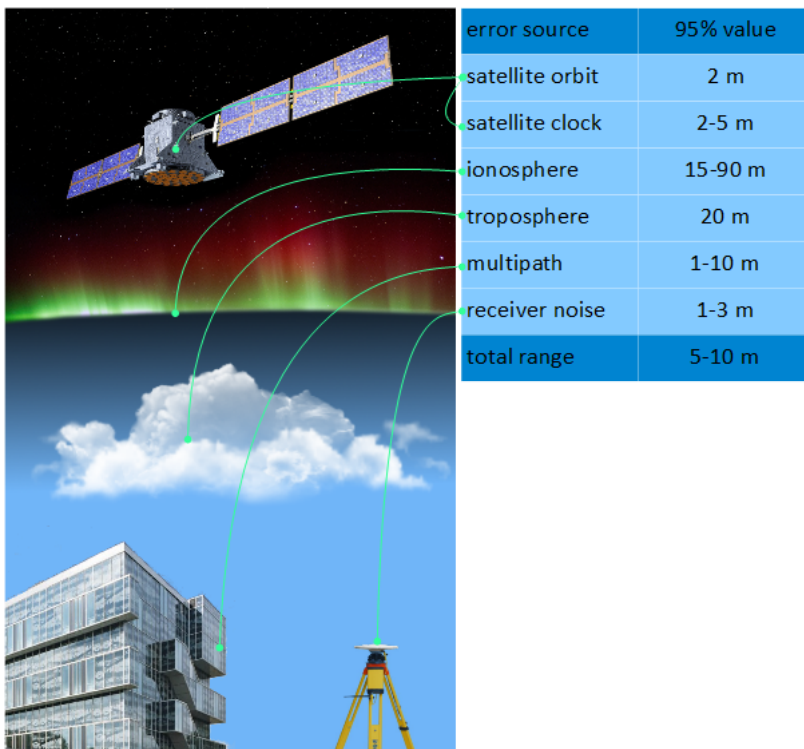 error source 95% value
satellite orbit 2 m
satellite clock 2-5 m
ionosphere 15-90 m
troposphere 20 m
multipath 1-10 m
receiver noise 1-3 m
total range 5-10 m